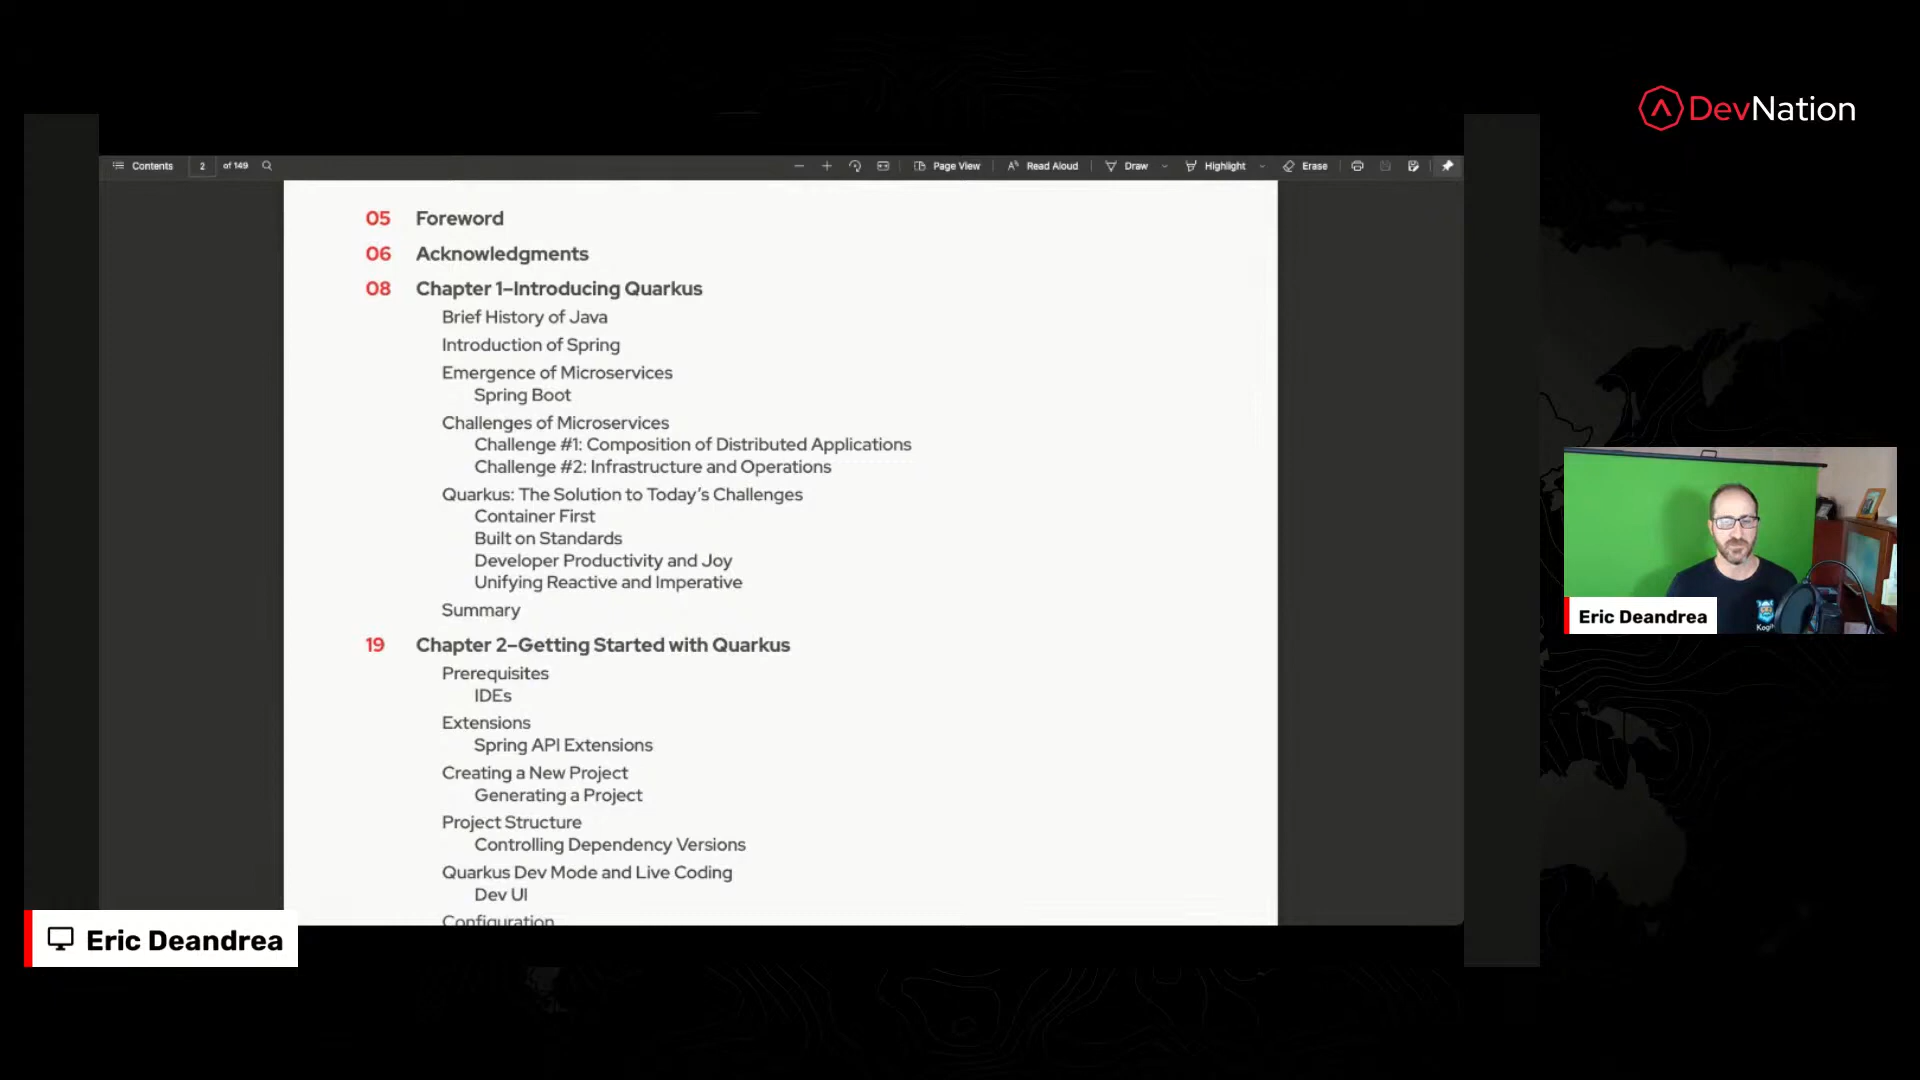 DevNation
Contents 2 of 149 Page View Read Aloud Draw Highlight Erase
05 Foreword
06 Acknowledgments
08 Chapter 1–Introducing Quarkus
Brief History of Java
Introduction of Spring
Emergence of Microservices
Spring Boot
Challenges of Microservices
Challenge #1: Composition of Distributed Applications
Challenge #2: Infrastructure and Operations
Quarkus: The Solution to Today’s Challenges
Container First
Built on Standards
Developer Productivity and Joy
Unifying Reactive and Imperative
Summary
19 Chapter 2–Getting Started with Quarkus
Prerequisites
IDEs
Extensions
Spring API Extensions
Creating a New Project
Generating a Project
Project Structure
Controlling Dependency Versions
Quarkus Dev Mode and Live Coding
Dev UI
Configuration
Eric Deandrea
Eric Deandrea